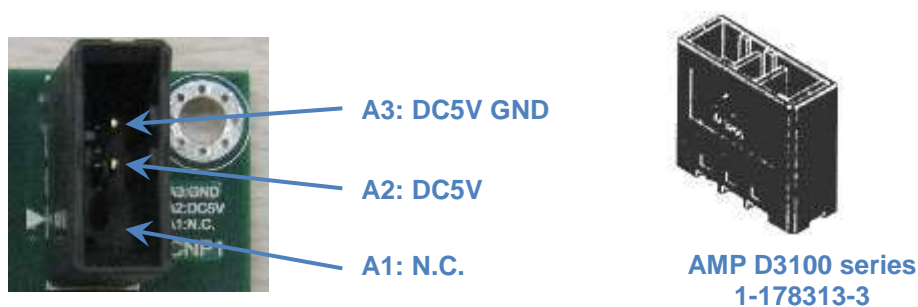 A3: DC5V GND
A2: DC5V
A1: N.C.
A3:GND
A2:DC5V
A1:N.C.
CNP1
AMP D3100 series
1-178313-3